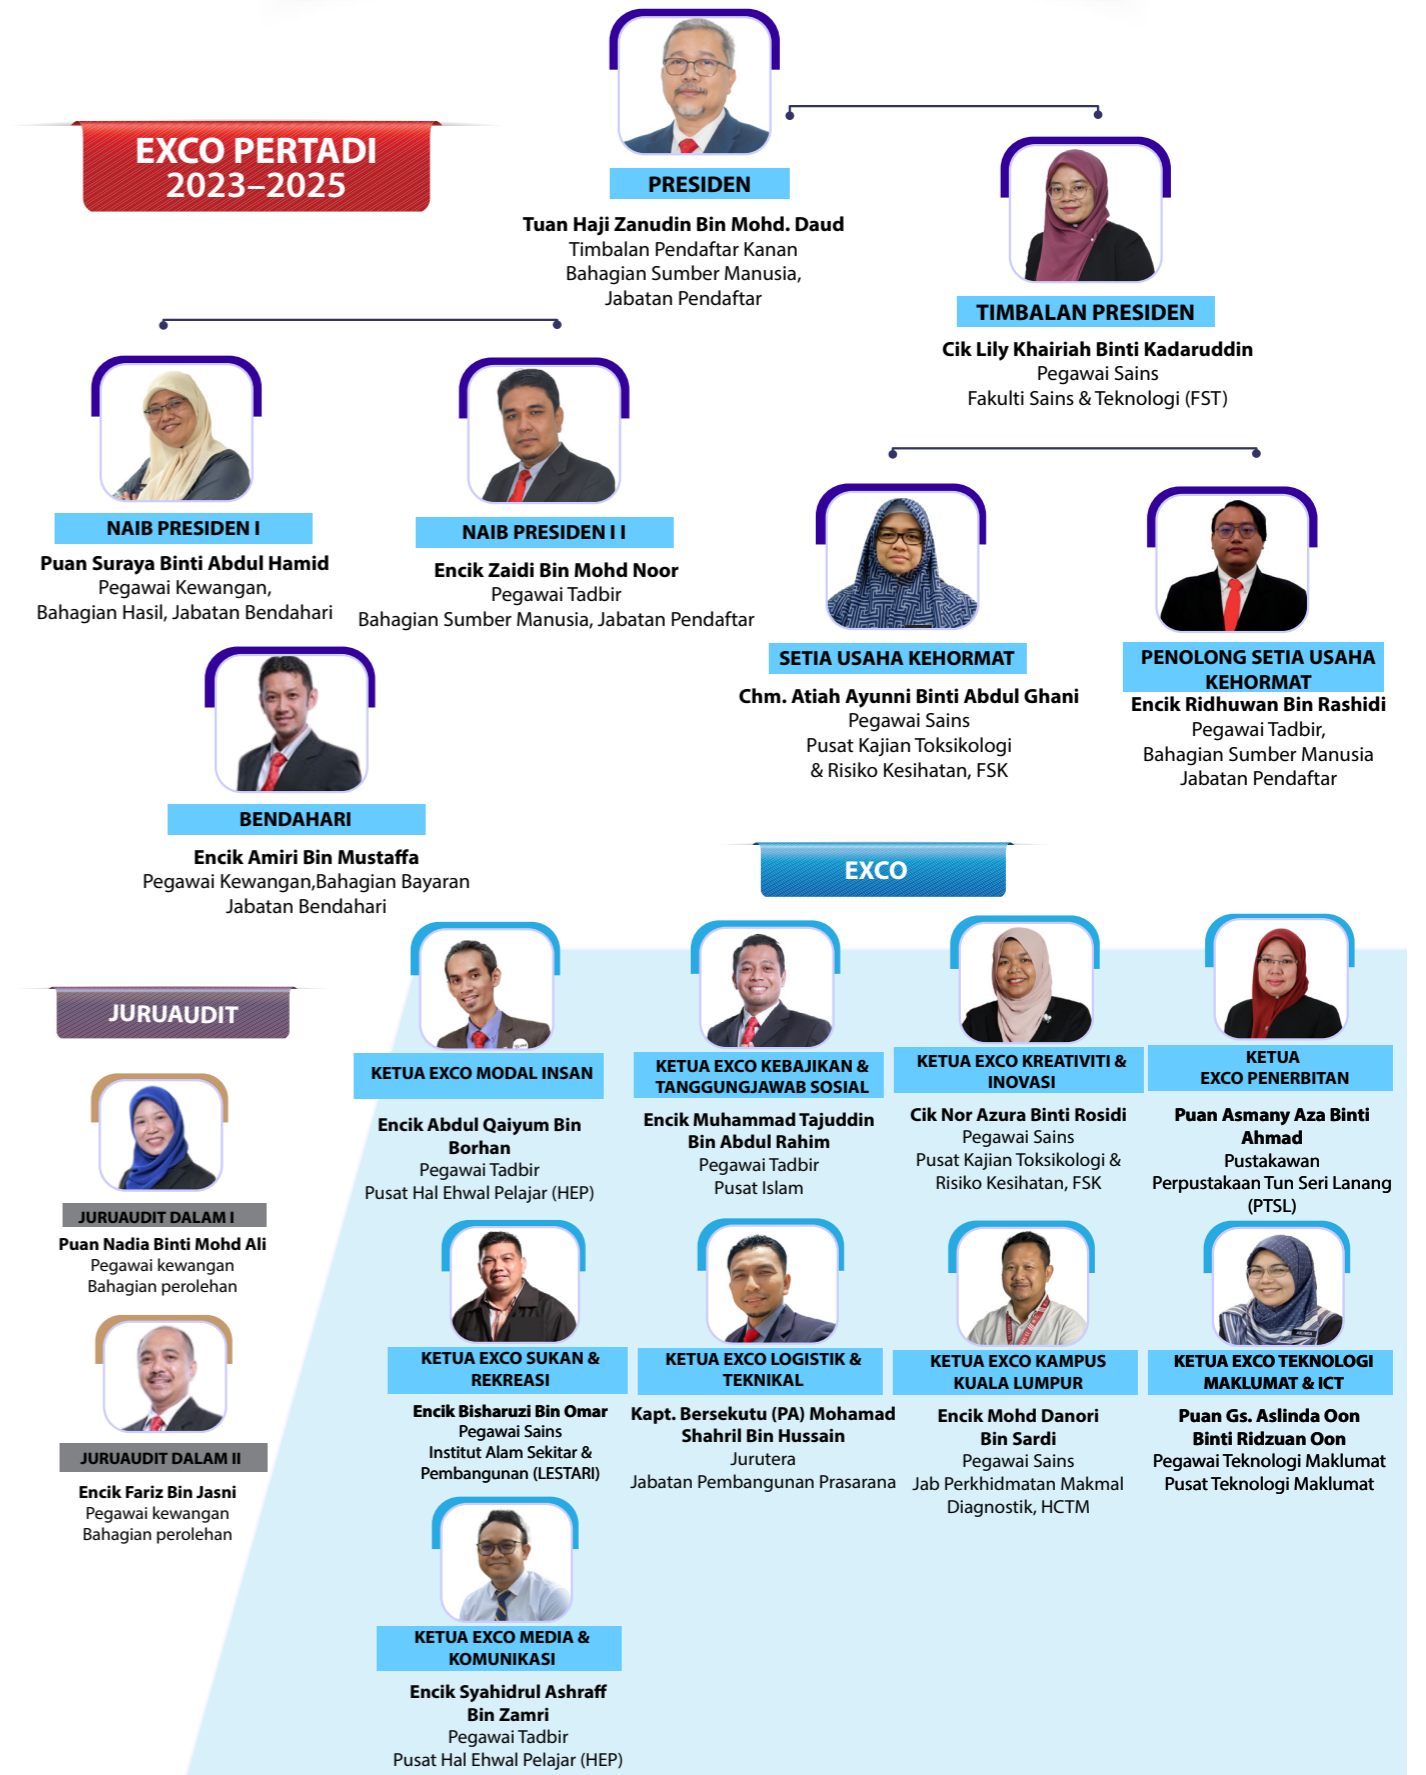 EXCO PERTADI
2023–2025
PRESIDEN
Tuan Haji Zanudin Bin Mohd. Daud
Timbalan Pendaftar Kanan
Bahagian Sumber Manusia,
Jabatan Pendaftar
TIMBALAN PRESIDEN
Cik Lily Khairiah Binti Kadaruddin
Pegawai Sains
Fakulti Sains & Teknologi (FST)
NAIB PRESIDEN I
Puan Suraya Binti Abdul Hamid
Pegawai Kewangan,
Bahagian Hasil, Jabatan Bendahari
NAIB PRESIDEN I I
Encik Zaidi Bin Mohd Noor
Pegawai Tadbir
Bahagian Sumber Manusia, Jabatan Pendaftar
SETIA USAHA KEHORMAT
Chm. Atiah Ayunni Binti Abdul Ghani
Pegawai Sains
Pusat Kajian Toksikologi
& Risiko Kesihatan, FSK
PENOLONG SETIA USAHA
KEHORMAT
Encik Ridhuwan Bin Rashidi
Pegawai Tadbir,
Bahagian Sumber Manusia
Jabatan Pendaftar
BENDAHARI
Encik Amiri Bin Mustaffa
Pegawai Kewangan,Bahagian Bayaran
Jabatan Bendahari
EXCO
JURUAUDIT
JURUAUDIT DALAM I
Puan Nadia Binti Mohd Ali
Pegawai kewangan
Bahagian perolehan
JURUAUDIT DALAM II
Encik Fariz Bin Jasni
Pegawai kewangan
Bahagian perolehan
KETUA EXCO MODAL INSAN
Encik Abdul Qaiyum Bin
Borhan
Pegawai Tadbir
Pusat Hal Ehwal Pelajar (HEP)
KETUA EXCO KEBAJIKAN &
TANGGUNGJAWAB SOSIAL
Encik Muhammad Tajuddin
Bin Abdul Rahim
Pegawai Tadbir
Pusat Islam
KETUA EXCO KREATIVITI &
INOVASI
Cik Nor Azura Binti Rosidi
Pegawai Sains
Pusat Kajian Toksikologi &
Risiko Kesihatan, FSK
KETUA
EXCO PENERBITAN
Puan Asmany Aza Binti
Ahmad
Pustakawan
Perpustakaan Tun Seri Lanang
(PTSL)
KETUA EXCO SUKAN &
REKREASI
Encik Bisharuzi Bin Omar
Pegawai Sains
Institut Alam Sekitar &
Pembangunan (LESTARI)
KETUA EXCO LOGISTIK &
TEKNIKAL
Kapt. Bersekutu (PA) Mohamad
Shahril Bin Hussain
Jurutera
Jabatan Pembangunan Prasarana
KETUA EXCO KAMPUS
KUALA LUMPUR
Encik Mohd Danori
Bin Sardi
Pegawai Sains
Jab Perkhidmatan Makmal
Diagnostik, HCTM
KETUA EXCO TEKNOLOGI
MAKLUMAT & ICT
Puan Gs. Aslinda Oon
Binti Ridzuan Oon
Pegawai Teknologi Maklumat
Pusat Teknologi Maklumat
KETUA EXCO MEDIA &
KOMUNIKASI
Encik Syahidrul Ashraff
Bin Zamri
Pegawai Tadbir
Pusat Hal Ehwal Pelajar (HEP)